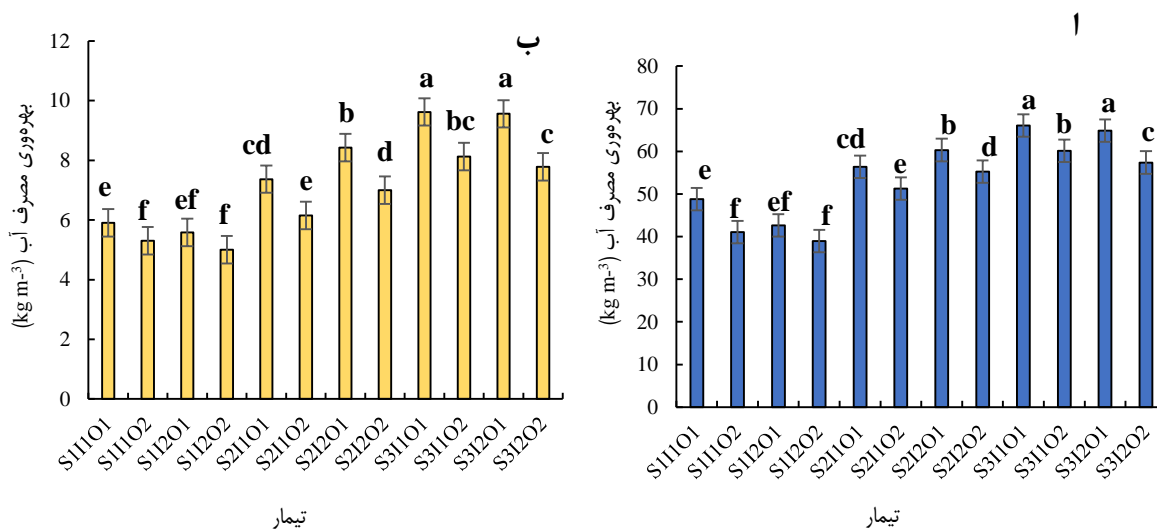 ا
بهره‌وری مصرف آب
(kg m-³)
80
70
60
50
40
30
20
10
0
e
f
ef
f
cd
e
b
d
a
b
a
c
S1I1O1
S1I1O2
S1I2O1
S1I2O2
S2I1O1
S2I1O2
S2I2O1
S2I2O2
S3I1O1
S3I1O2
S3I2O1
S3I2O2
تیمار
ب
بهره‌وری مصرف آب
(kg m-³)
12
10
8
6
4
2
0
e
f
ef
f
cd
e
b
d
a
bc
a
c
S1I1O1
S1I1O2
S1I2O1
S1I2O2
S2I1O1
S2I1O2
S2I2O1
S2I2O2
S3I1O1
S3I1O2
S3I2O1
S3I2O2
تیمار